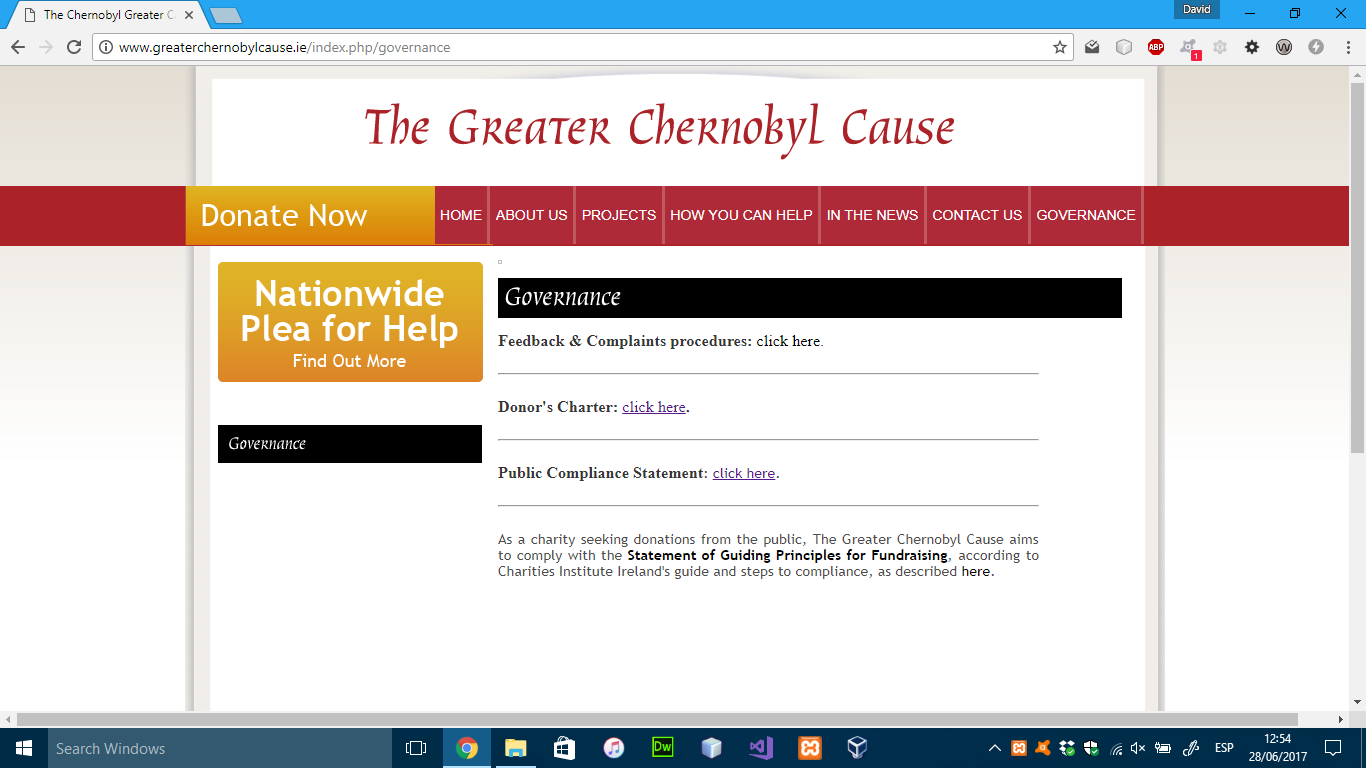 The Chernobyl Greater C
David
www.greaterchernobylcause.ie/index.php/governance
ABP
1
W
The Greater Chernobyl Cause
Donate Now
HOME
ABOUT US
PROJECTS
HOW YOU CAN HELP
IN THE NEWS
CONTACT US
GOVERNANCE
Nationwide
Plea for Help
Find Out More
Governance
Governance
Feedback & Complaints procedures: click here.
Donor's Charter: click here.
Public Compliance Statement: click here.
As a charity seeking donations from the public, The Greater Chernobyl Cause aims
to comply with the Statement of Guiding Principles for Fundraising, according to
Charities Institute Ireland's guide and steps to compliance, as described here.
Search Windows
Dw
ESP
12:54
28/06/2017